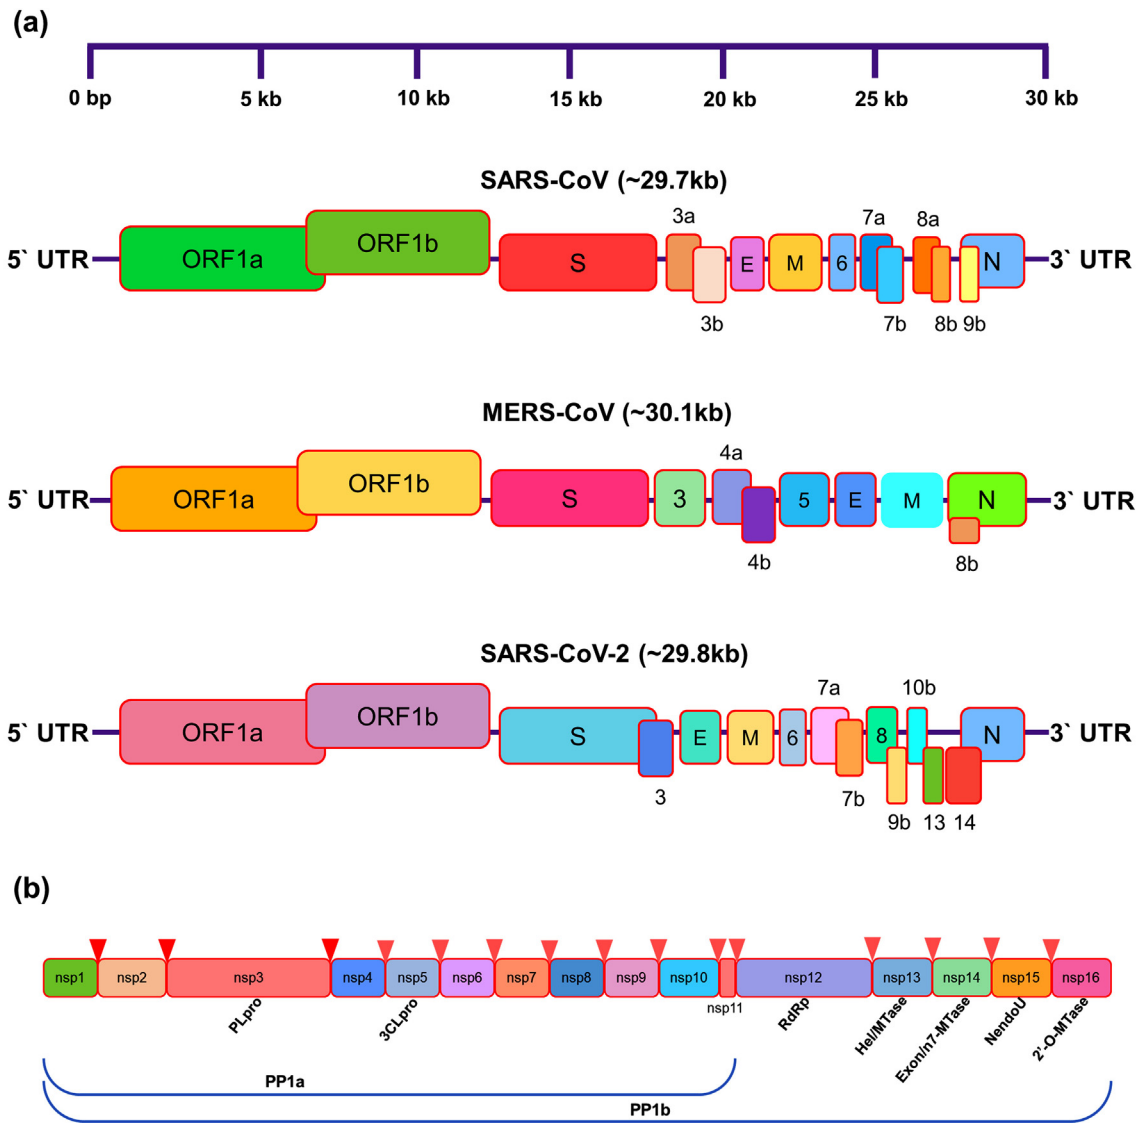 (a)
0 bp 5 kb 10 kb 15 kb 20 kb 25 kb 30 kb
SARS-CoV (~29.7kb)
3a 7a 8a
5` UTR ORF1a ORF1b S E M 6 N 3` UTR
3b 7b 8b 9b
MERS-CoV (~30.1kb)
4a
5` UTR ORF1a ORF1b S 3 5 E M N 3` UTR
4b 8b
SARS-CoV-2 (~29.8kb)
7a 10b
5` UTR ORF1a ORF1b S E M 6 8 N 3` UTR
3 7b 9b 13 14
(b)
nsp1 nsp2 nsp3 nsp4 nsp5 nsp6 nsp7 nsp8 nsp9 nsp10 nsp12 nsp13 nsp14 nsp15 nsp16
nsp11
PLpro 3CLpro RdRp Hel/MTase Exon/n7-MTase NendoU 2'-O-MTase
PP1a
PP1b